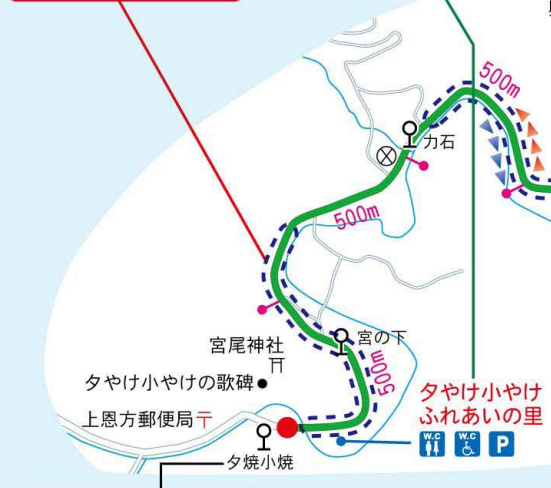 500m
力石
500m
宮の下
宮尾神社
夕やけ小やけの歌碑
500m
上恩方郵便局
夕焼小焼
夕やけ小やけ
ふれあいの里
W.C
W.C
P